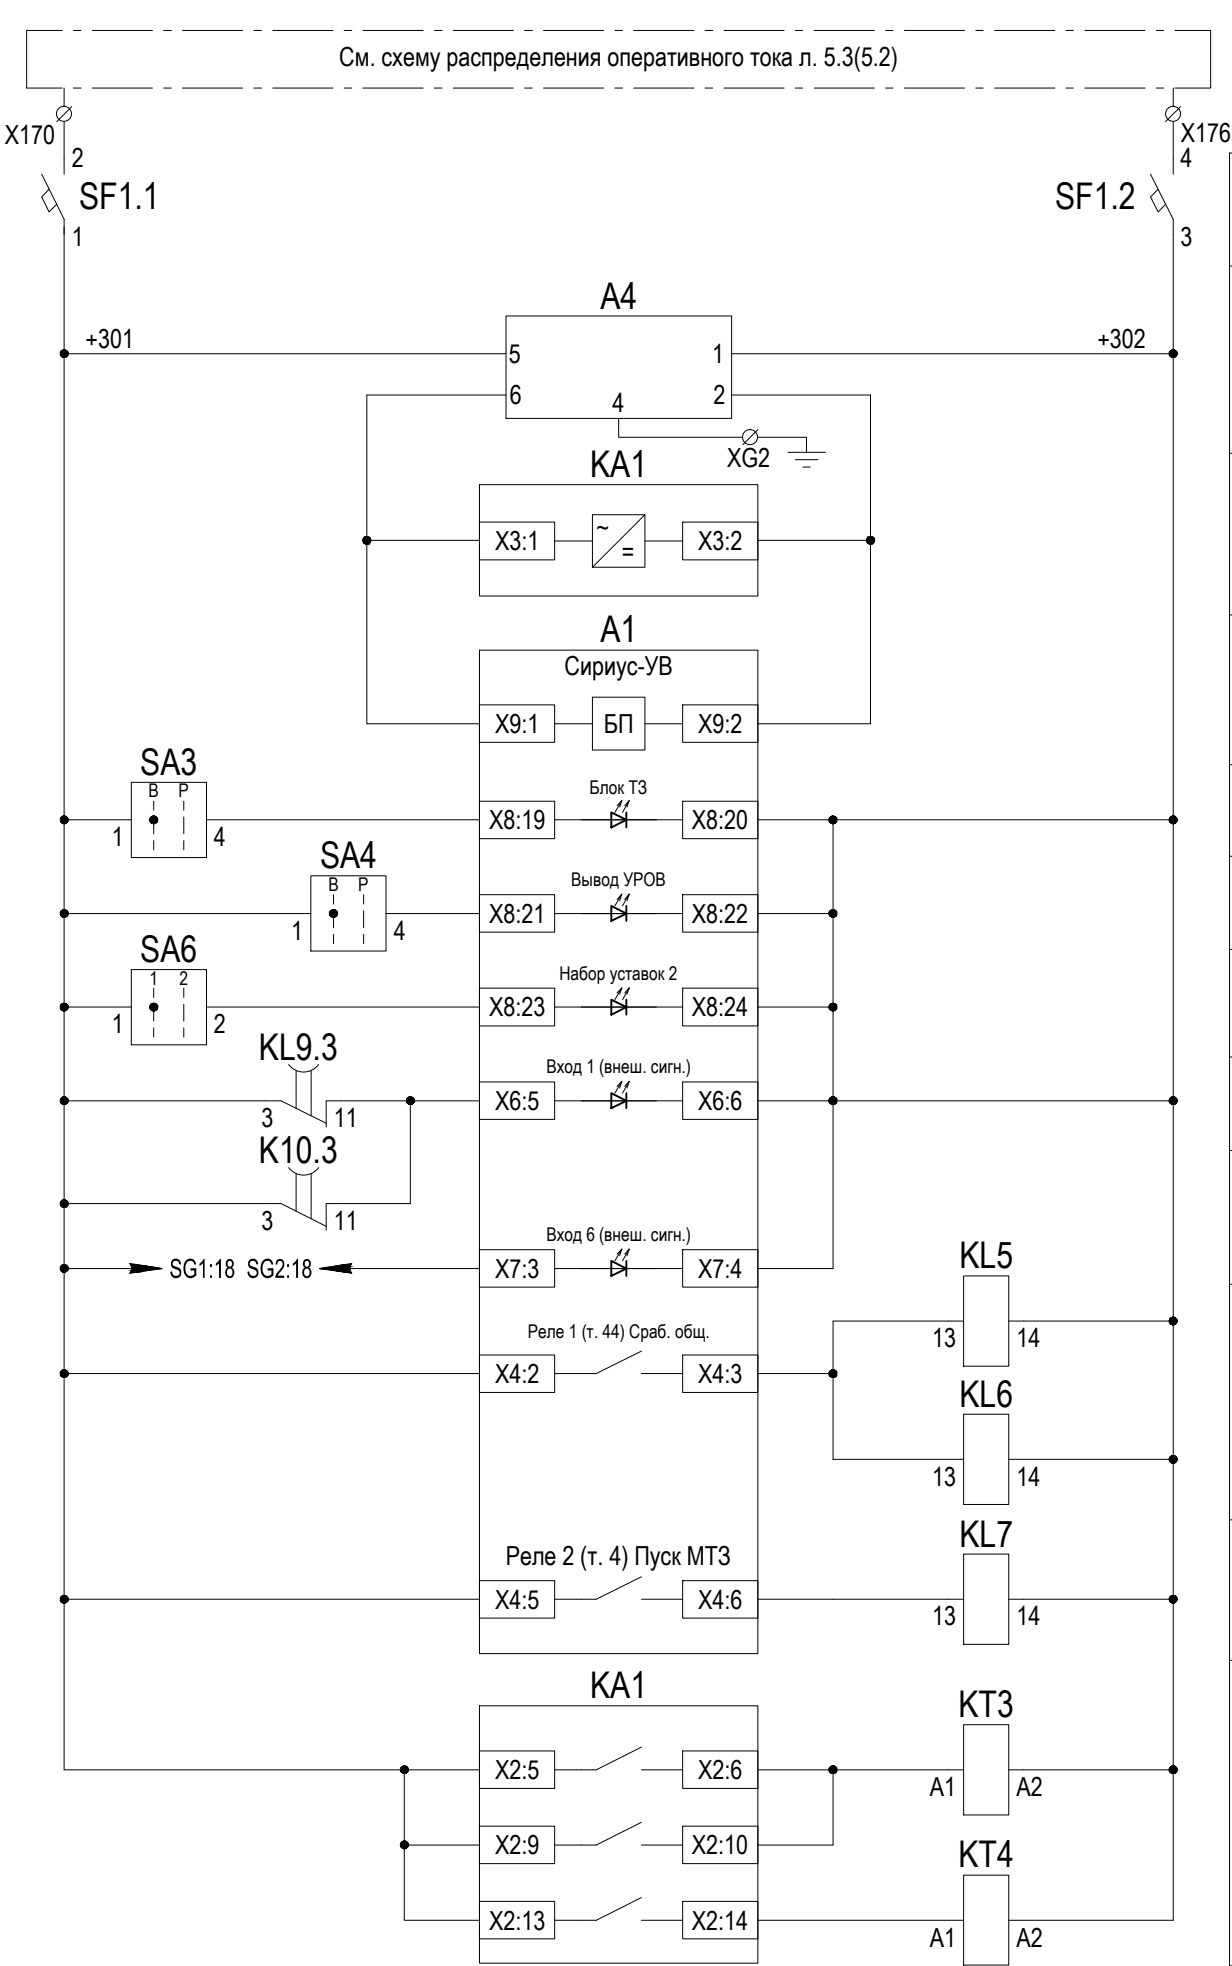 См. схему распределения оперативного тока л. 5.3(5.2)
X170
X176
2
4
SF1.1
SF1.2
1
3
A4
+301
5
1
+302
6
4
2
XG2
KA1
X3:1
~
=
X3:2
A1
Сириус-УВ
X9:1
БП
X9:2
SA3
В Р
1
4
Блок ТЗ
X8:19
X8:20
SA4
В Р
1
4
Вывод УРОВ
X8:21
X8:22
SA6
1 2
1
2
Набор уставок 2
X8:23
X8:24
KL9.3
3
11
Вход 1 (внеш. сигн.)
X6:5
X6:6
K10.3
3
11
SG1:18 SG2:18
Вход 6 (внеш. сигн.)
X7:3
X7:4
KL5
13
14
Реле 1 (т. 44) Сраб. общ.
X4:2
X4:3
KL6
13
14
KL7
Реле 2 (т. 4) Пуск МТЗ
X4:5
X4:6
13
14
KA1
KT3
X2:5
X2:6
A1
A2
X2:9
X2:10
KT4
X2:13
X2:14
A1
A2